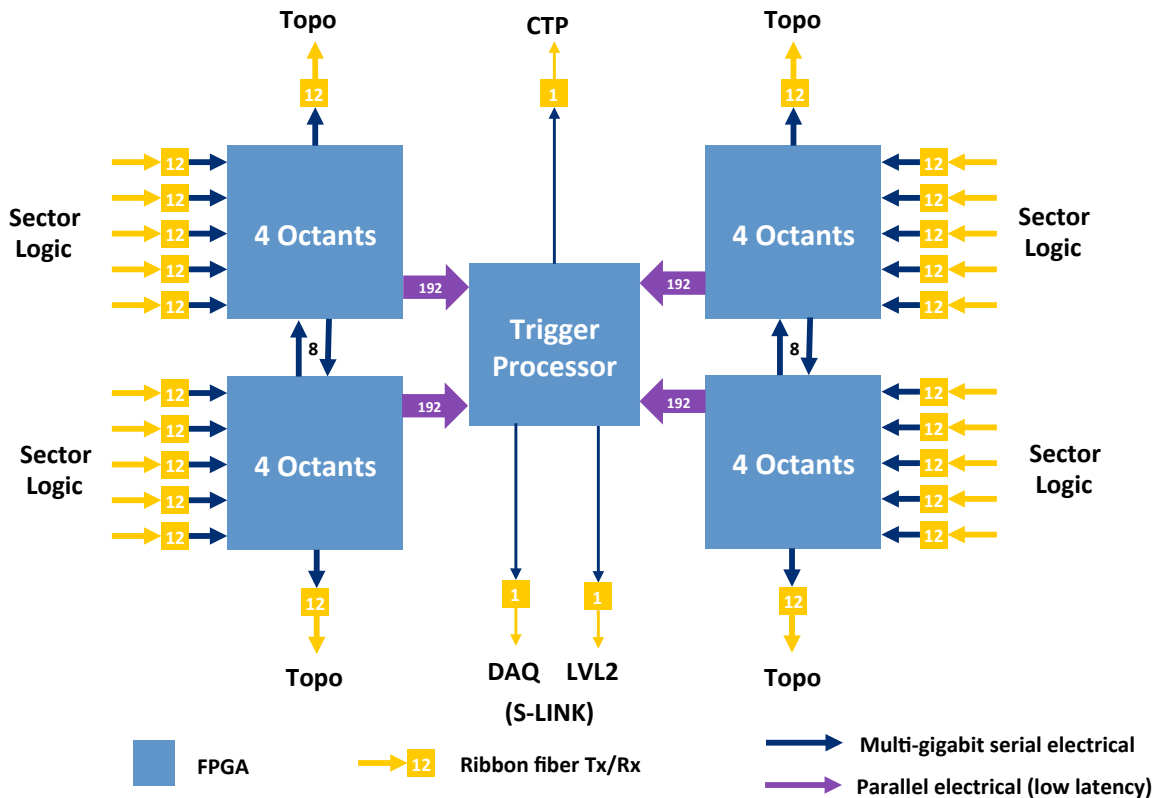 Topo
CTP
Topo
12
1
12
12
12
12
12
12
Sector
Logic
4 Octants
192
4 Octants
192
12
12
12
12
12
Sector
Logic
Trigger
Processor
8
8
12
12
12
12
12
Sector
Logic
4 Octants
192
4 Octants
192
12
12
12
12
12
Sector
Logic
12
1
1
12
Topo
DAQ
LVL2
Topo
(S-LINK)
FPGA
12
Ribbon fiber Tx/Rx
Multi-gigabit serial electrical
Parallel electrical (low latency)